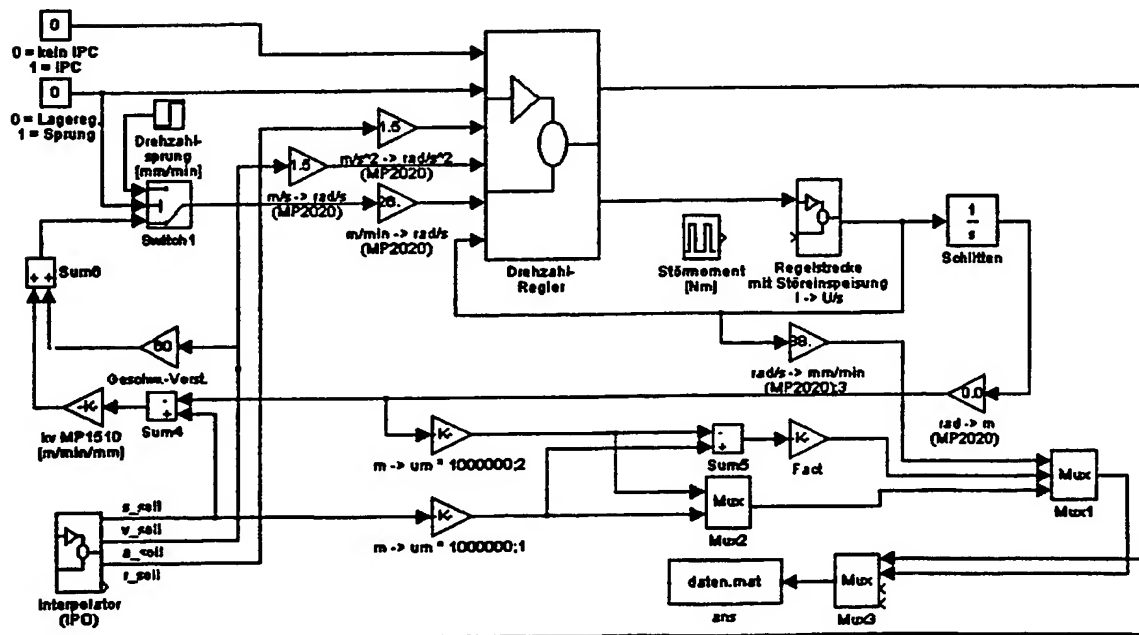 0
0 = kein IPC
1 = IPC
0
0 = Lagereg.
1 = Sprung
Drehzahl-
sprung
[mm/min]
Switch1
1.5
m/s^2 -> rad/s^2
(MP2020)
1.5
m/s -> rad/s
(MP2020)
26.
m/min -> rad/s
(MP2020)
Drehzahl-
Regler
Störmoment
[Nm]
Regelstrecke
mit Störeinspeisung
I -> U/s
1
s
Schlitten
+ +
Sum6
60
Geschw.-Vorst.
-K-
kv MP1510
[m/min/mm]
-
+
Sum4
rad/s -> mm/min
(MP2020);3
0.0
rad -> m
(MP2020)
-K-
m -> um * 1000000;2
-
+
Sum5
-K-
Fact
Mux
Mux1
s_soll
v_soll
a_soll
r_soll
-K-
m -> um * 1000000;1
Mux
Mux2
Interpolator
(IPO)
daten.mat
ans
Mux
Mux3